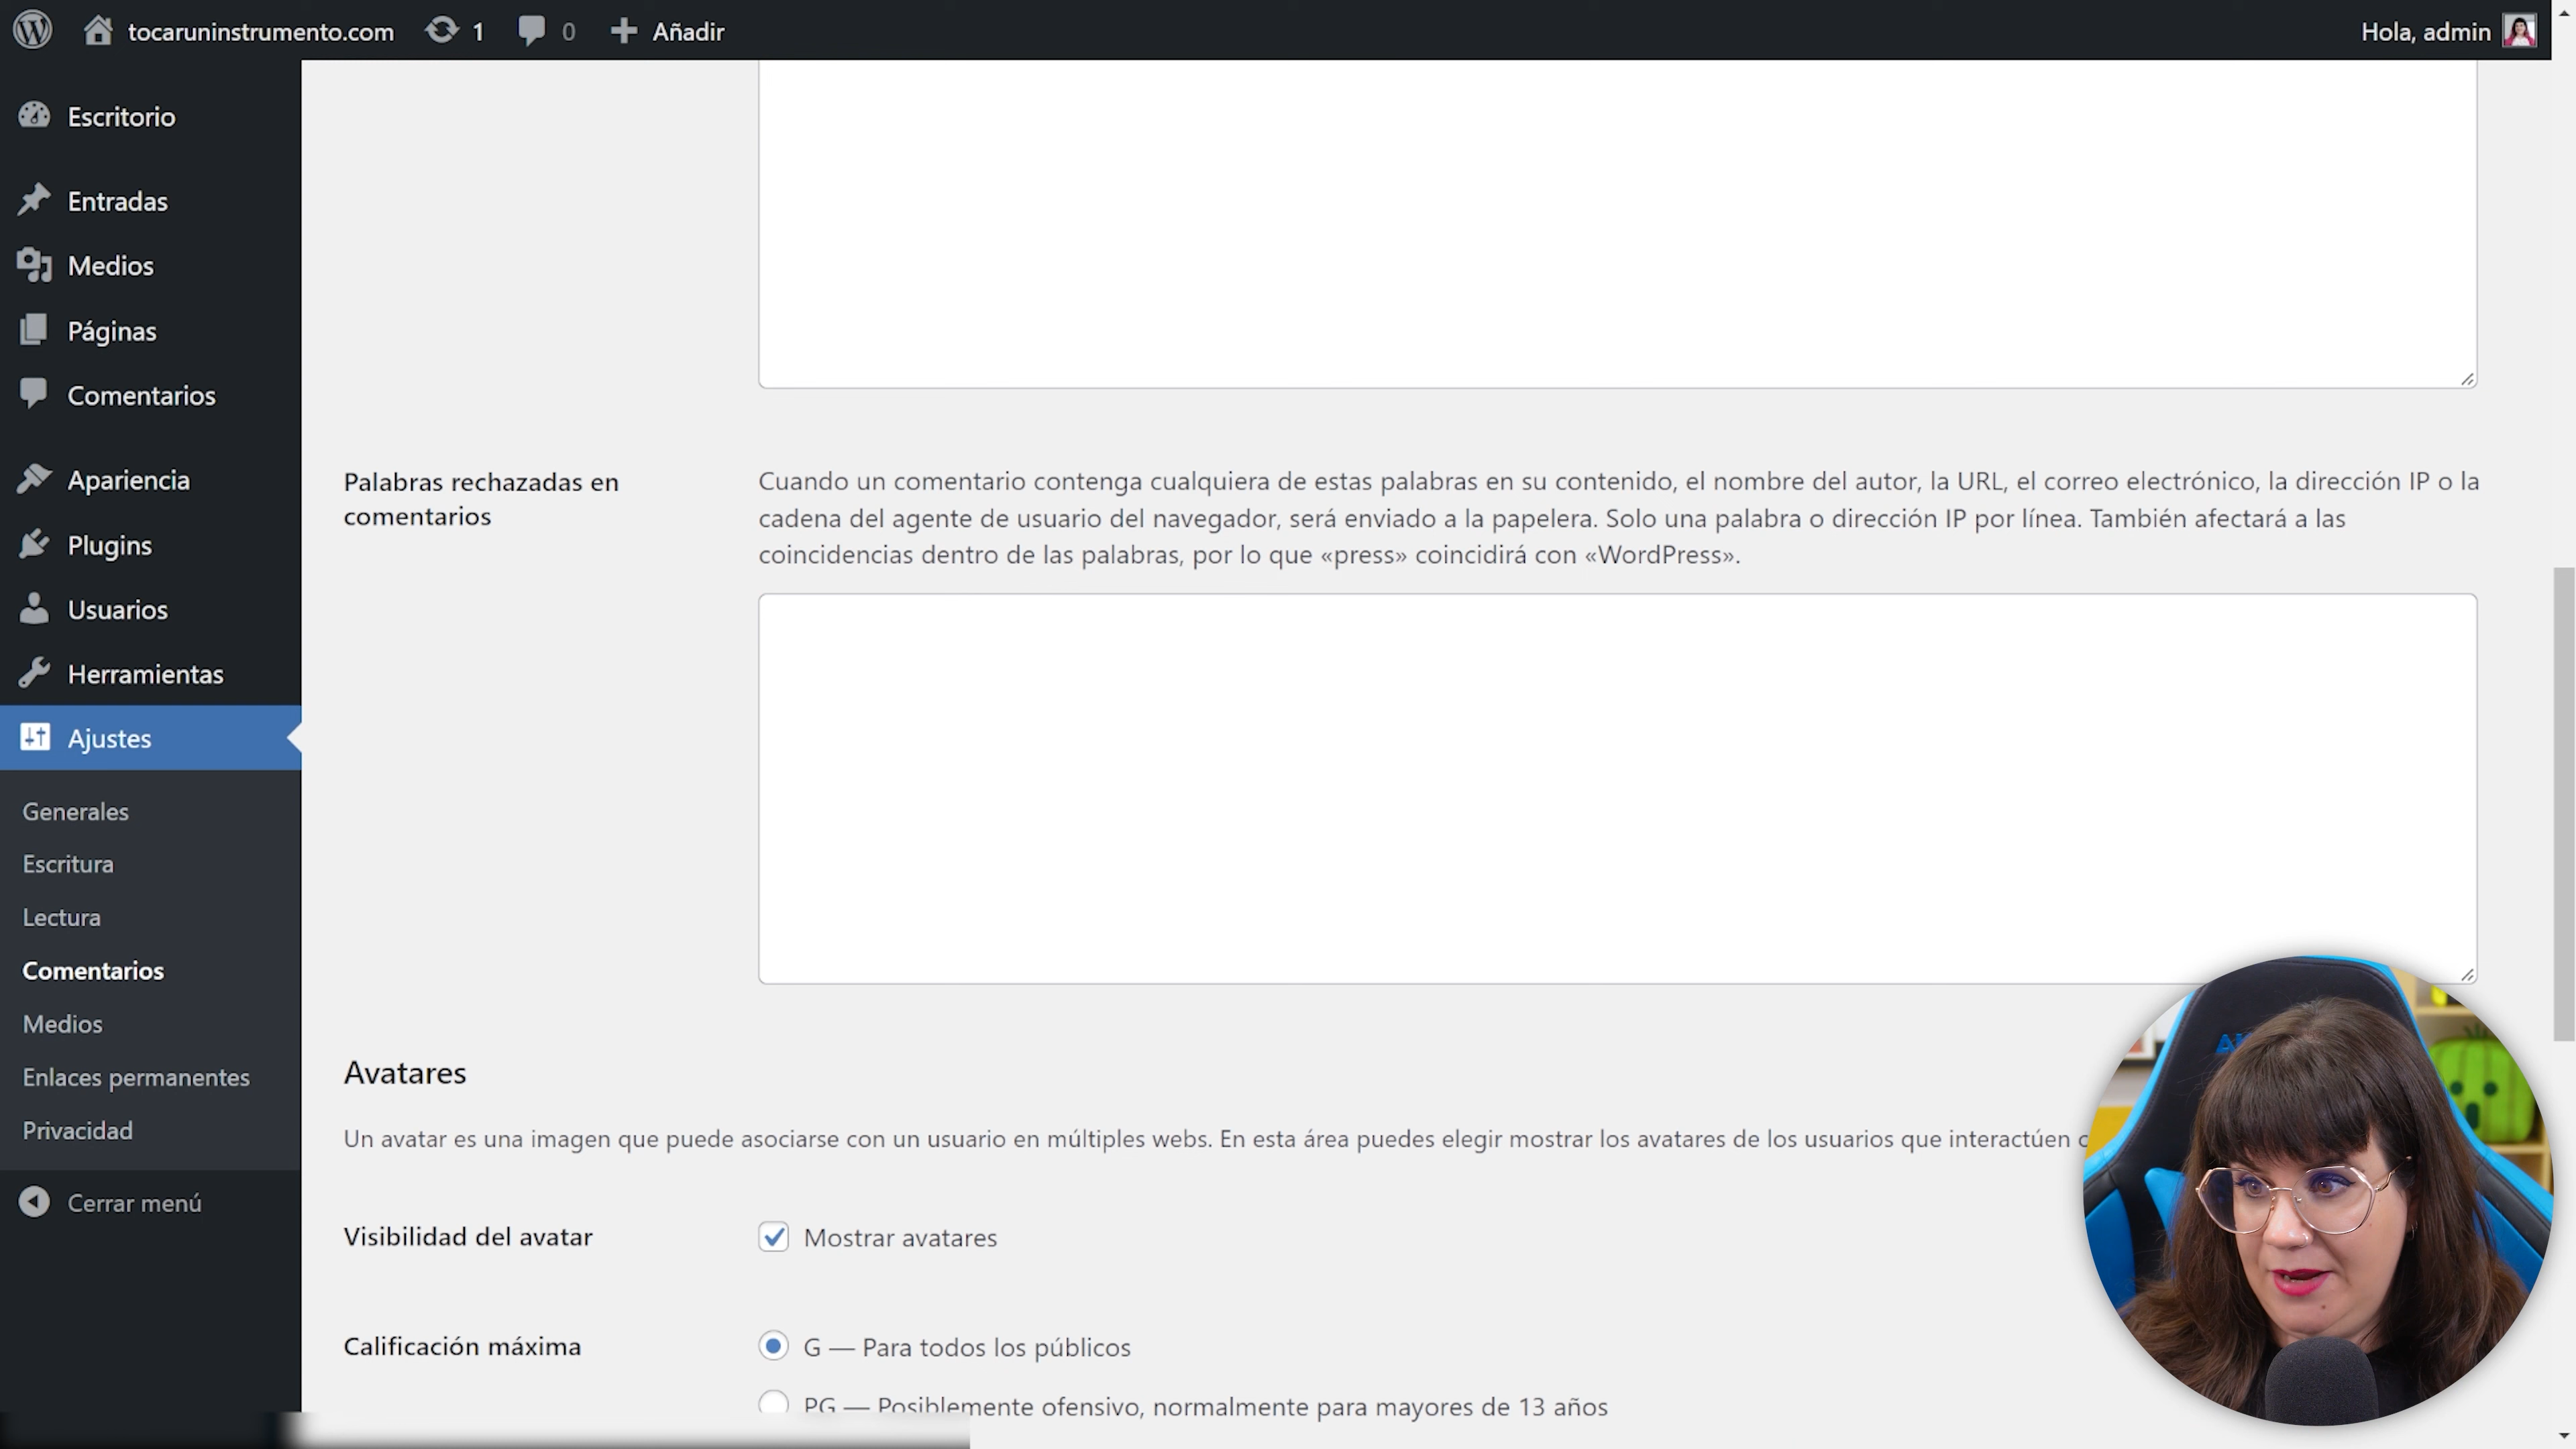 tocaruninstrumento.com 1 0 Añadir Hola, admin
Escritorio
Entradas
Medios
Páginas
Comentarios
Apariencia
Plugins
Usuarios
Herramientas
Ajustes
Generales
Escritura
Lectura
Comentarios
Medios
Enlaces permanentes
Privacidad
Cerrar menú
Palabras rechazadas en
comentarios
Cuando un comentario contenga cualquiera de estas palabras en su contenido, el nombre del autor, la URL, el correo electrónico, la dirección IP o la
cadena del agente de usuario del navegador, será enviado a la papelera. Solo una palabra o dirección IP por línea. También afectará a las
coincidencias dentro de las palabras, por lo que «press» coincidirá con «WordPress».
Avatares
Un avatar es una imagen que puede asociarse con un usuario en múltiples webs. En esta área puedes elegir mostrar los avatares de los usuarios que interactúen
Visibilidad del avatar
Mostrar avatares
Calificación máxima
G — Para todos los públicos
PG — Posiblemente ofensivo, normalmente para mayores de 13 años